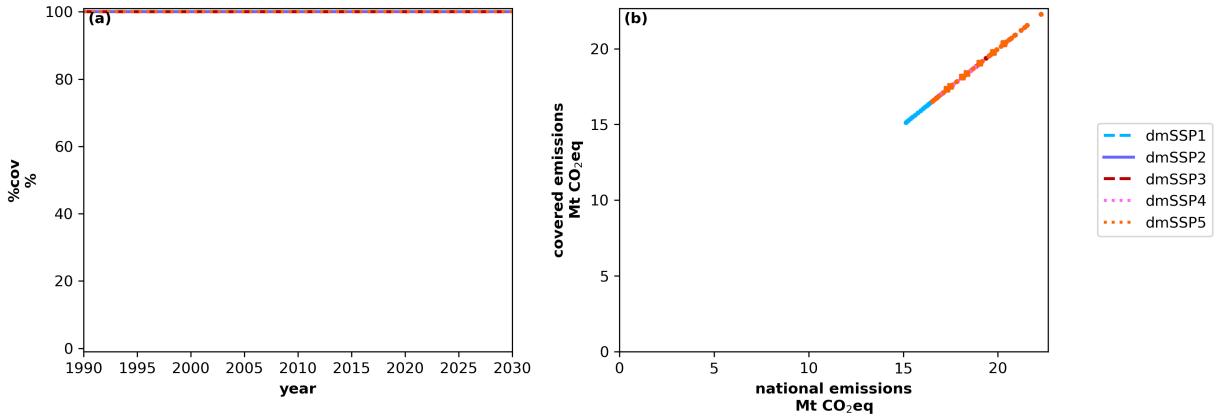 (a)
100
80
60
40
20
0
%cov
%
1990 1995 2000 2005 2010 2015 2020 2025 2030
year
(b)
20
15
10
5
0
covered emissions
Mt CO₂eq
0 5 10 15 20
national emissions
Mt CO₂eq
dmSSP1
dmSSP2
dmSSP3
dmSSP4
dmSSP5